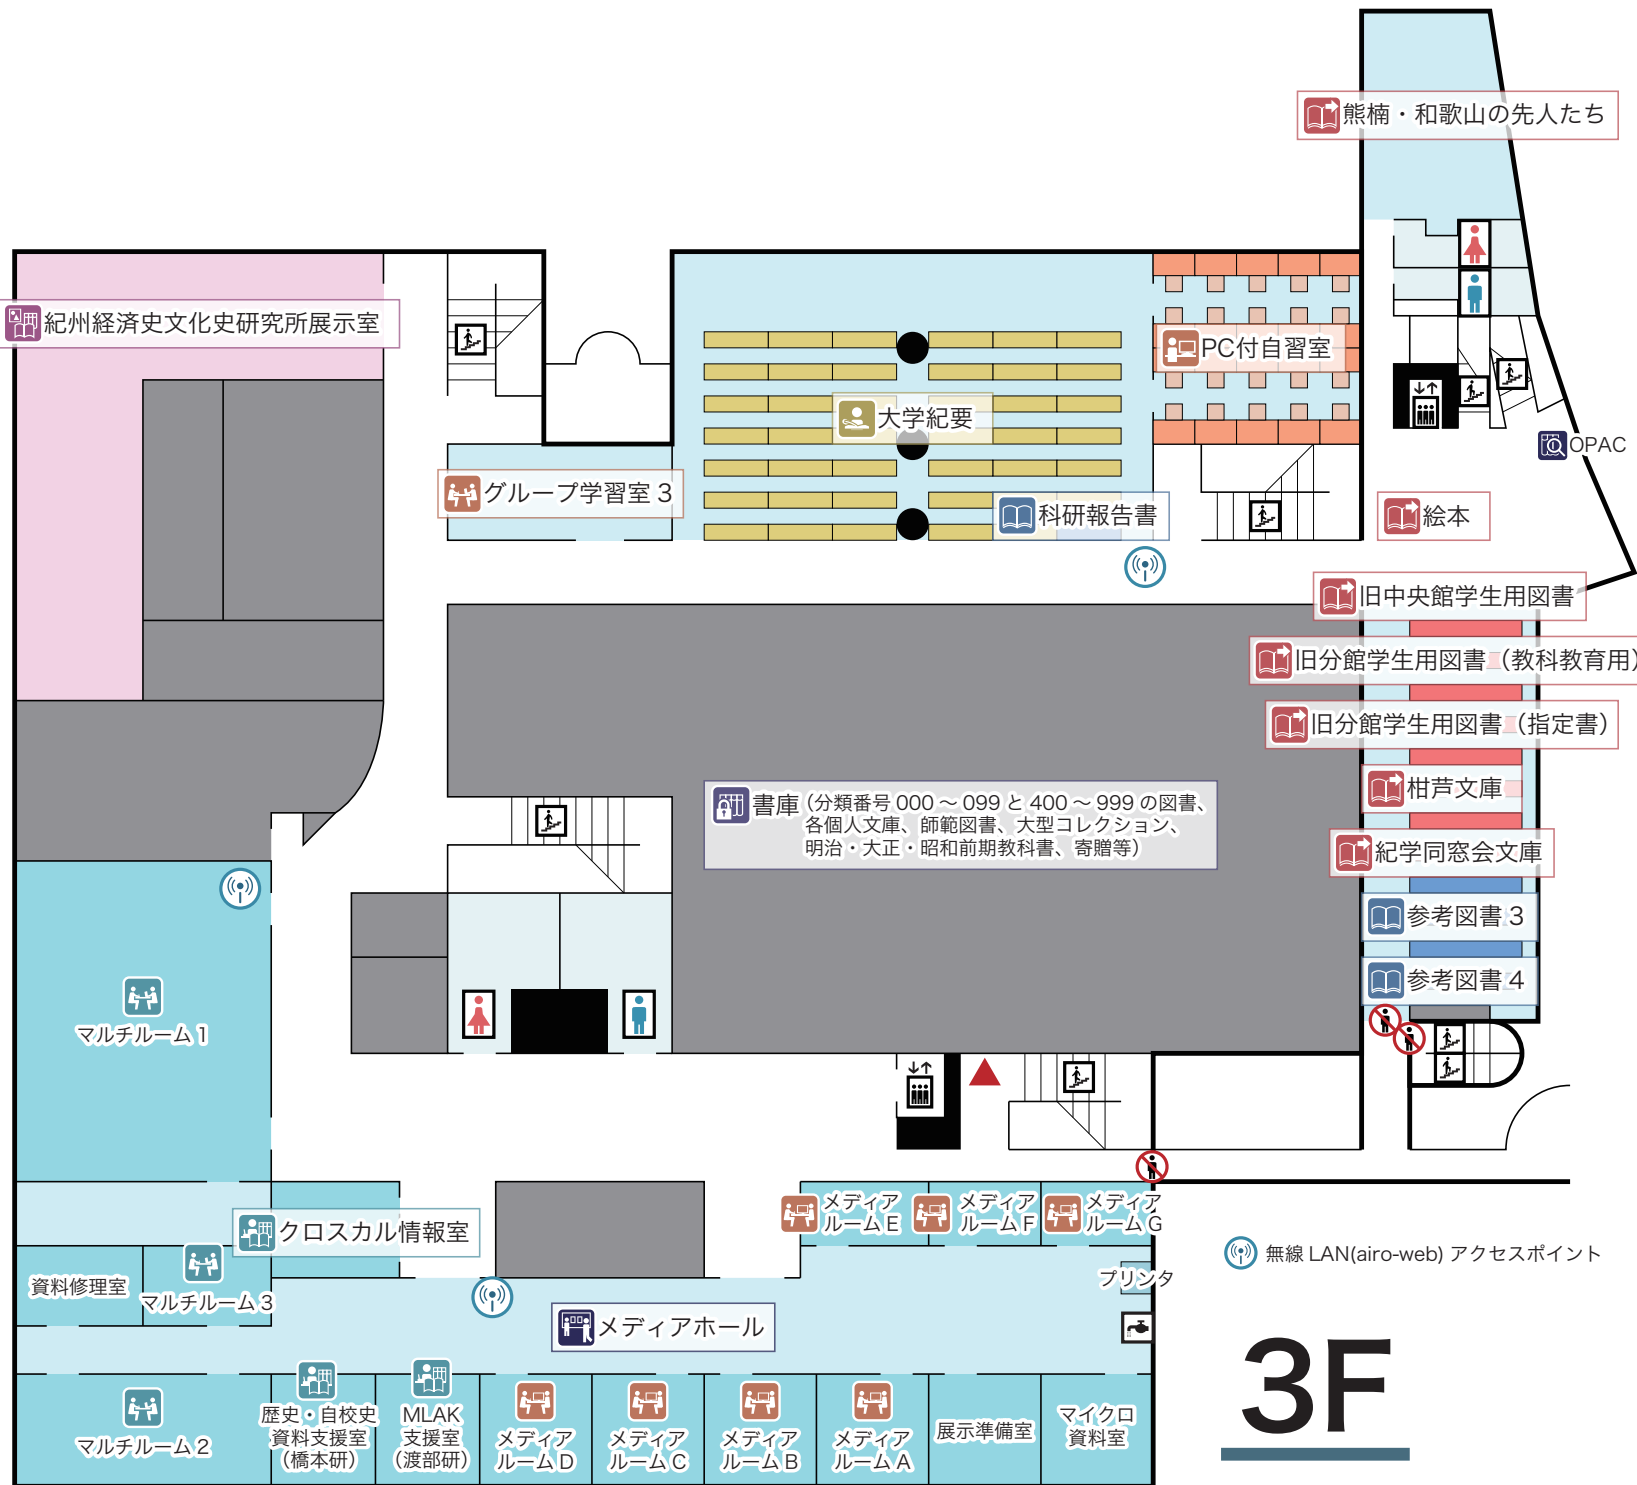 熊楠・和歌山の先人たち
紀州経済史文化史研究所展示室
PC付自習室
大学紀要
OPAC
グループ学習室 3
科研報告書
絵本
旧中央館学生用図書
旧分館学生用図書（教科教育用）
旧分館学生用図書（指定書）
柑芦文庫
書庫（分類番号 000 ～ 099 と 400 ～ 999 の図書、
各個人文庫、師範図書、大型コレクション、
明治・大正・昭和前期教科書、寄贈等）
紀学同窓会文庫
参考図書 3
参考図書 4
マルチルーム 1
メディア
ルーム E
メディア
ルーム F
メディア
ルーム G
クロスカル情報室
無線 LAN(airo-web) アクセスポイント
プリンタ
資料修理室
マルチルーム 3
メディアホール
3F
マルチルーム 2
歴史・自校史
資料支援室
（橋本研）
MLAK
支援室
（渡部研）
メディア
ルーム D
メディア
ルーム C
メディア
ルーム B
メディア
ルーム A
展示準備室
マイクロ
資料室